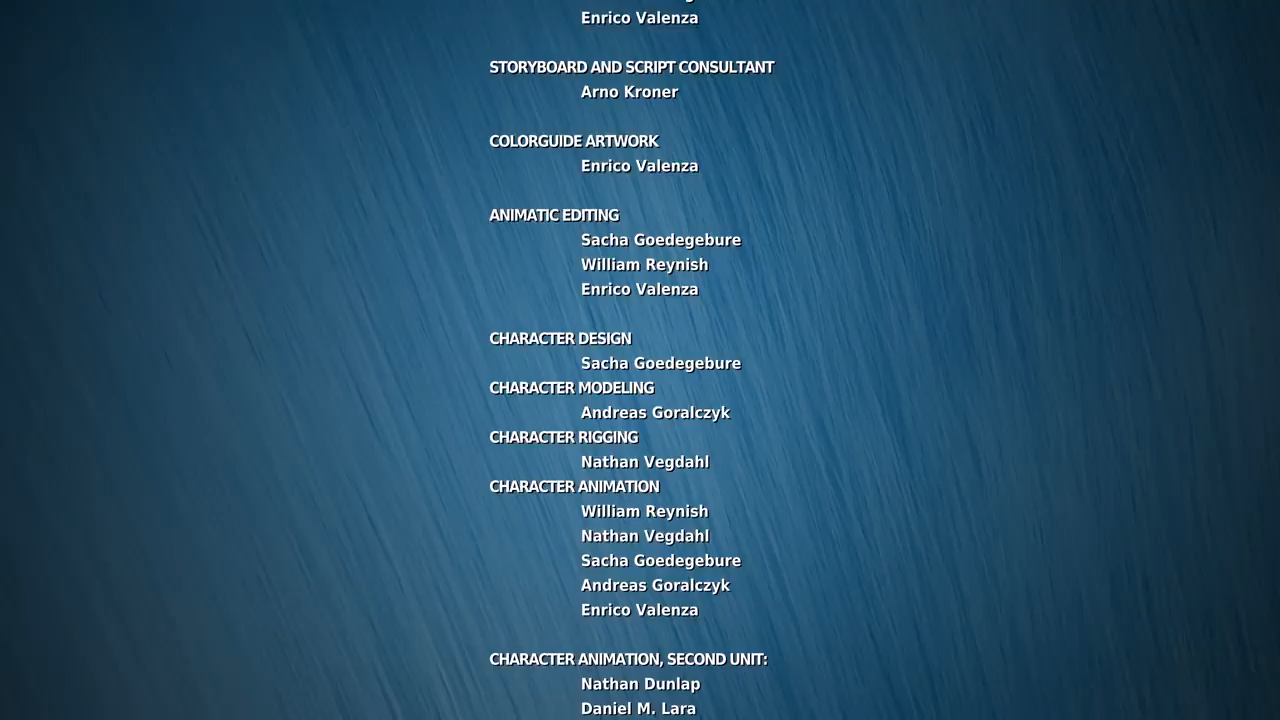 Enrico Valenza
STORYBOARD AND SCRIPT CONSULTANT
Arno Kroner
COLORGUIDE ARTWORK
Enrico Valenza
ANIMATIC EDITING
Sacha Goedegebure
William Reynish
Enrico Valenza
CHARACTER DESIGN
Sacha Goedegebure
CHARACTER MODELING
Andreas Goralczyk
CHARACTER RIGGING
Nathan Vegdahl
CHARACTER ANIMATION
William Reynish
Nathan Vegdahl
Sacha Goedegebure
Andreas Goralczyk
Enrico Valenza
CHARACTER ANIMATION, SECOND UNIT:
Nathan Dunlap
Daniel M. Lara